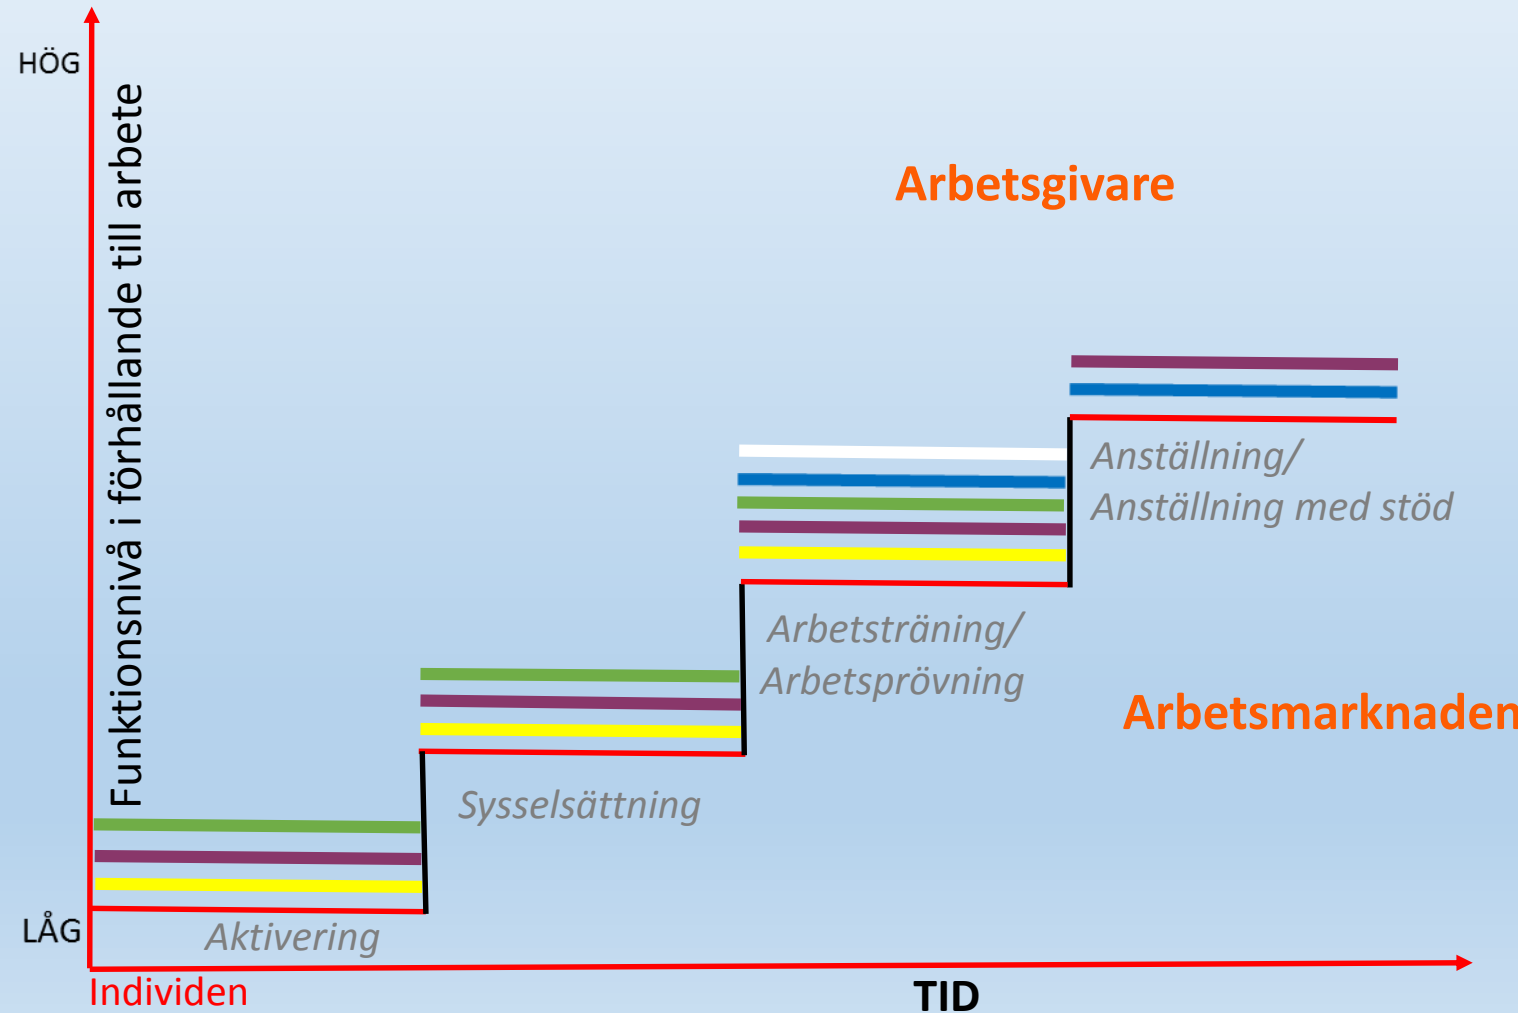 HÖG
Funktionsnivå i förhållande till arbete
Arbetsgivare
Anställning/
Anställning med stöd
Arbetsträning/
Arbetsprövning
Arbetsmarknaden
Sysselsättning
LÅG
Aktivering
Individen
TID